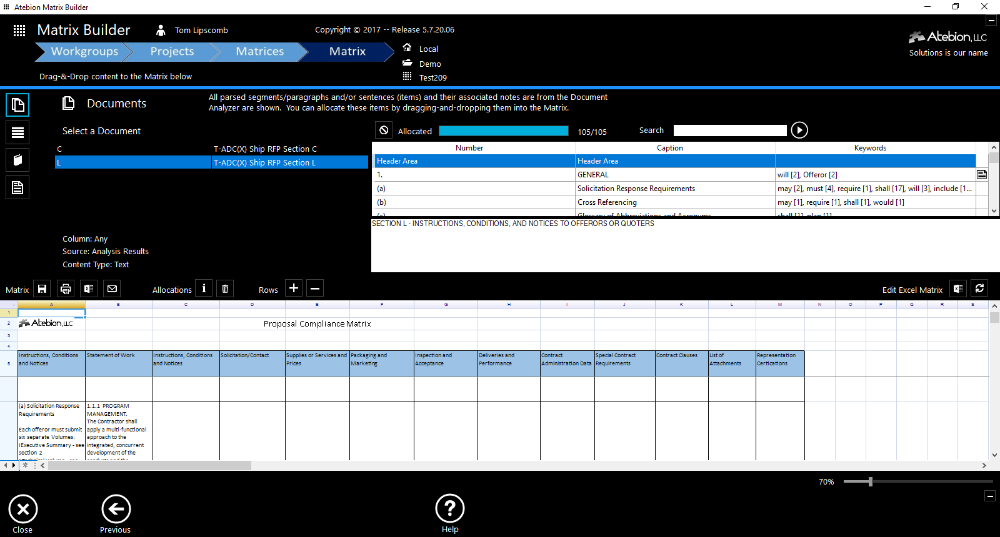 Atebion Matrix Builder
Matrix Builder
Tom Lipscomb
Copyright © 2017 -- Release 5.7.20.06
Atebion, LLC
Solutions is our name
Workgroups
Projects
Matrices
Matrix
Local
Demo
Test209
Drag-&-Drop content to the Matrix below
Documents
All parsed segments/paragraphs and/or sentences (items) and their associated notes are from the Document
Analyzer are shown.  You can allocate these items by dragging-and-dropping them into the Matrix.
Select a Document
Allocated
105/105
Search
C T-ADC(X) Ship RFP Section C
L T-ADC(X) Ship RFP Section L
Number Caption Keywords
Header Area Header Area
1. GENERAL will [2], Offeror [2]
(a) Solicitation Response Requirements may [2], must [4], require [1], shall [17], will [3], include [1...
(b) Cross Referencing may [1], require [1], shall [1], would [1]
(c) Glossary of Abbreviations and Acronyms shall [1], plan [1]
SECTION L - INSTRUCTIONS, CONDITIONS, AND NOTICES TO OFFERORS OR QUOTERS
Column: Any
Source: Analysis Results
Content Type: Text
Matrix
Allocations
Rows
Edit Excel Matrix
A B C D E F G H I J K L M N O P Q R S
1
2 Atebion, LLC Proposal Compliance Matrix
3
4
5
Instructions, Conditions
and Notices
Statement of Work
Instructions, Conditions
and Notices
Solicitation/Contact
Supplies or Services and
Prices
Packaging and
Marketing
Inspection and
Acceptance
Deliveries and
Performance
Contract
Administration Data
Special Contract
Requirements
Contract Clauses
List of
Attachments
Representation
Certications
(a) Solicitation Response
Requirements
Each offeror must submit
six separate Volumes:
IExecutive Summary - see
section 2
1.1.1  PROGRAM
MANAGEMENT.
The Contractor shall
apply a multi-functional
approach to the
integrated, concurrent
development of the
products and the
70%
Close
Previous
Help